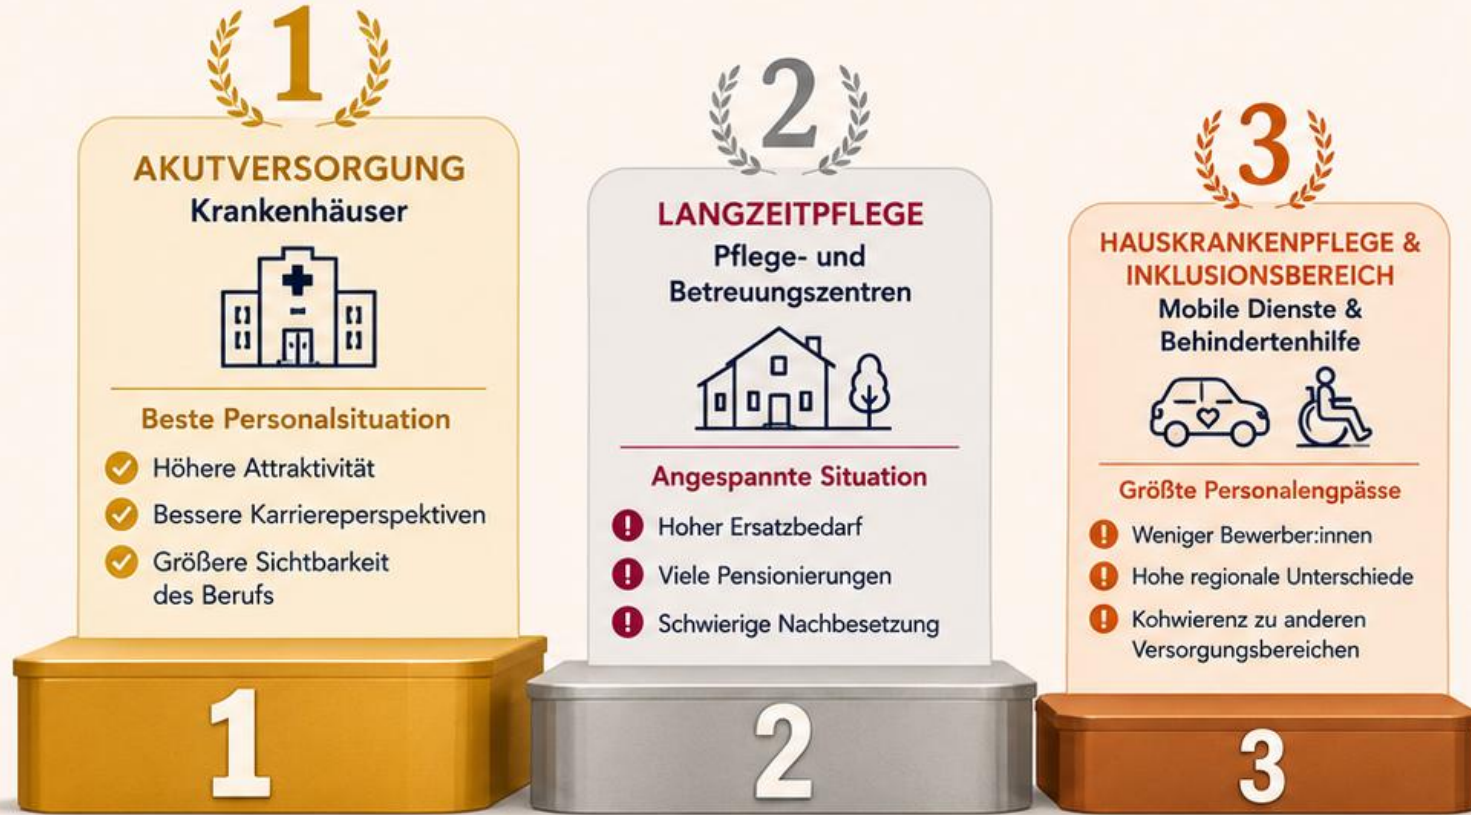 1
AKUTVERSORGUNG
Krankenhäuser
Beste Personalsituation
Höhere Attraktivität
Bessere Karriereperspektiven
Größere Sichtbarkeit
des Berufs
1
2
LANGZEITPFLEGE
Pflege- und
Betreuungszentren
Angespannte Situation
! Hoher Ersatzbedarf
! Viele Pensionierungen
! Schwierige Nachbesetzung
2
3
HAUSKRANKENPFLEGE &
INKLUSIONSBEREICH
Mobile Dienste &
Behindertenhilfe
Größte Personalengpässe
! Weniger Bewerber:innen
! Hohe regionale Unterschiede
! Kohwierenz zu anderen
Versorgungsbereichen
3